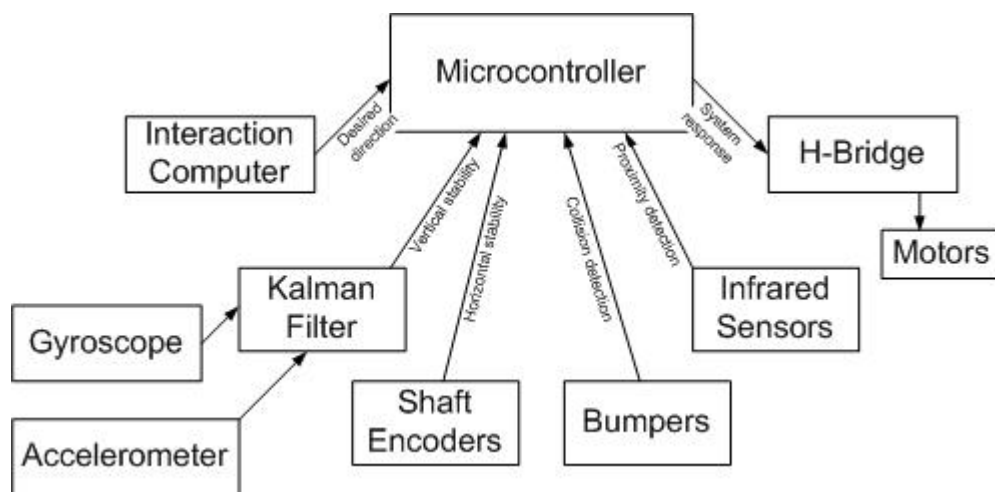 Microcontroller
Interaction
Computer
Desired
direction
System
response
H-Bridge
Motors
Vertical stability
Horizontal stability
Collision detection
Proximity detection
Kalman
Filter
Infrared
Sensors
Gyroscope
Accelerometer
Shaft
Encoders
Bumpers